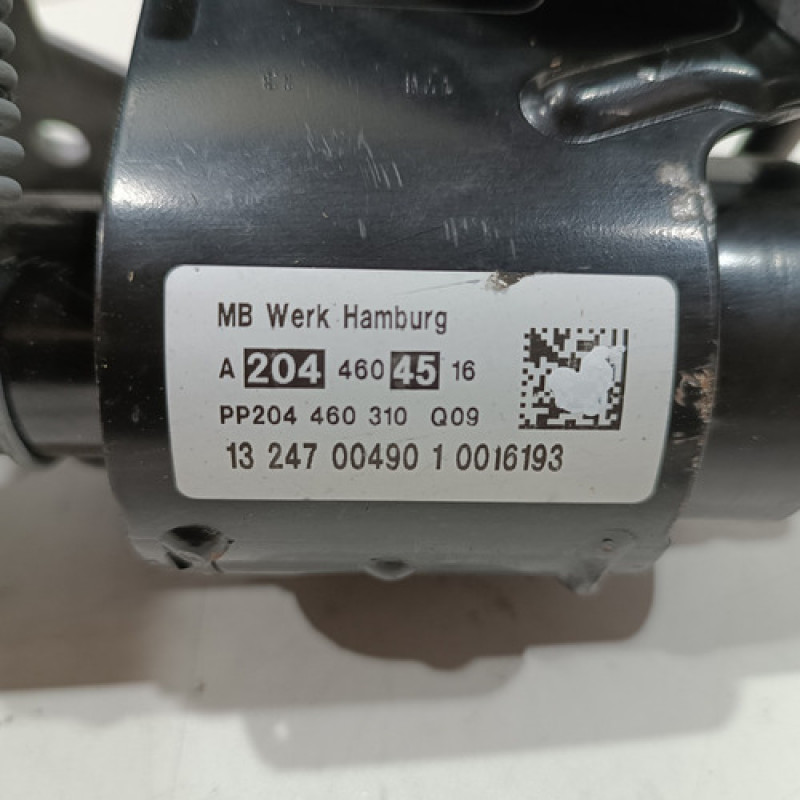 MB Werk Hamburg
A 204 460 45 16
PP204 460 310 Q09
13 247 00490 1 0016193